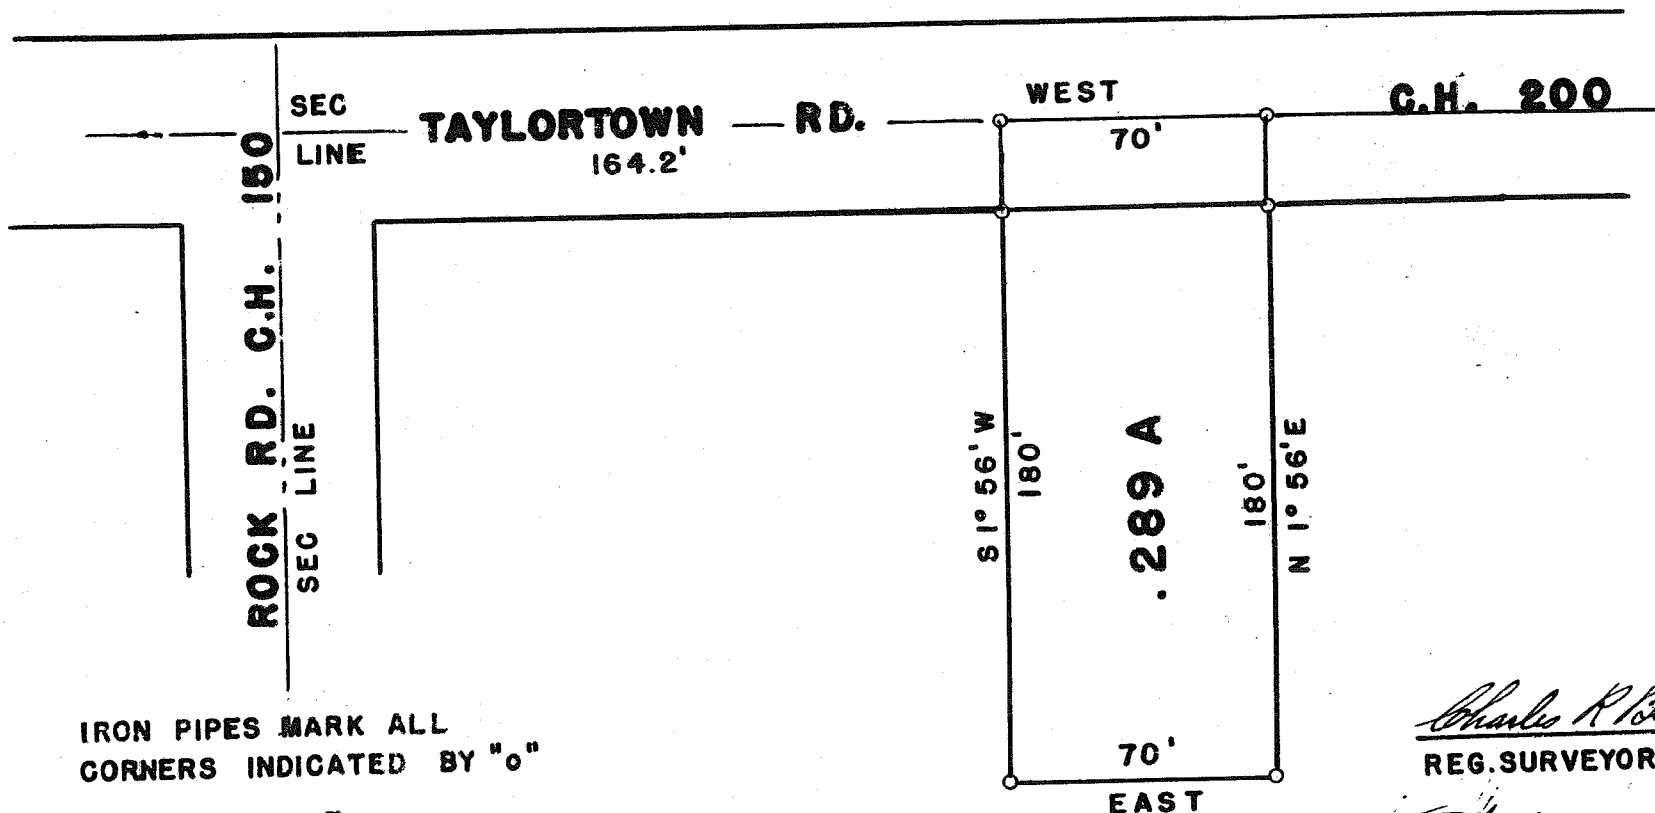 SEC
LINE
TAYLORTOWN RD.
164.2'
WEST
70'
C.H. 200
ROCK RD. C.H. 150
SEC LINE
S 1° 56' W
180'
.289 A
180'
N 1° 56' E
IRON PIPES MARK ALL
CORNERS INDICATED BY "o"
70'
EAST
Charles R
REG. SURVEYOR